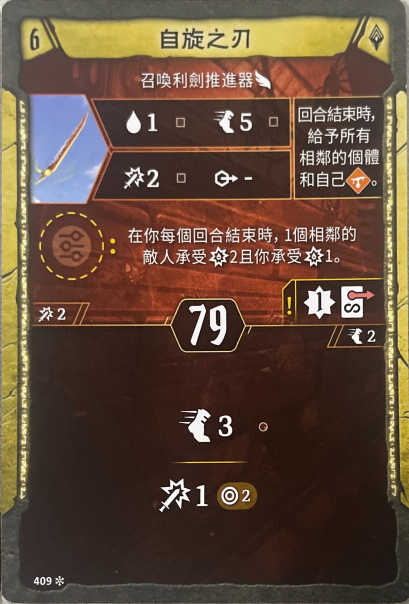 6
自旋之刃
召喚利劍推進器
1
5
2
-
回合結束時,
給予所有
相鄰的個體
和自己 。
在你每個回合結束時, 1個相鄰的
敵人承受 2且你承受 1。
! 1
2
79
2
3
1 2
409